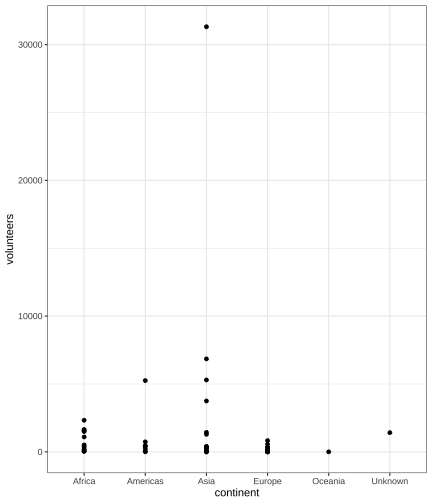 30000
20000
10000
0
volunteers
Africa Americas Asia Europe Oceania Unknown
continent